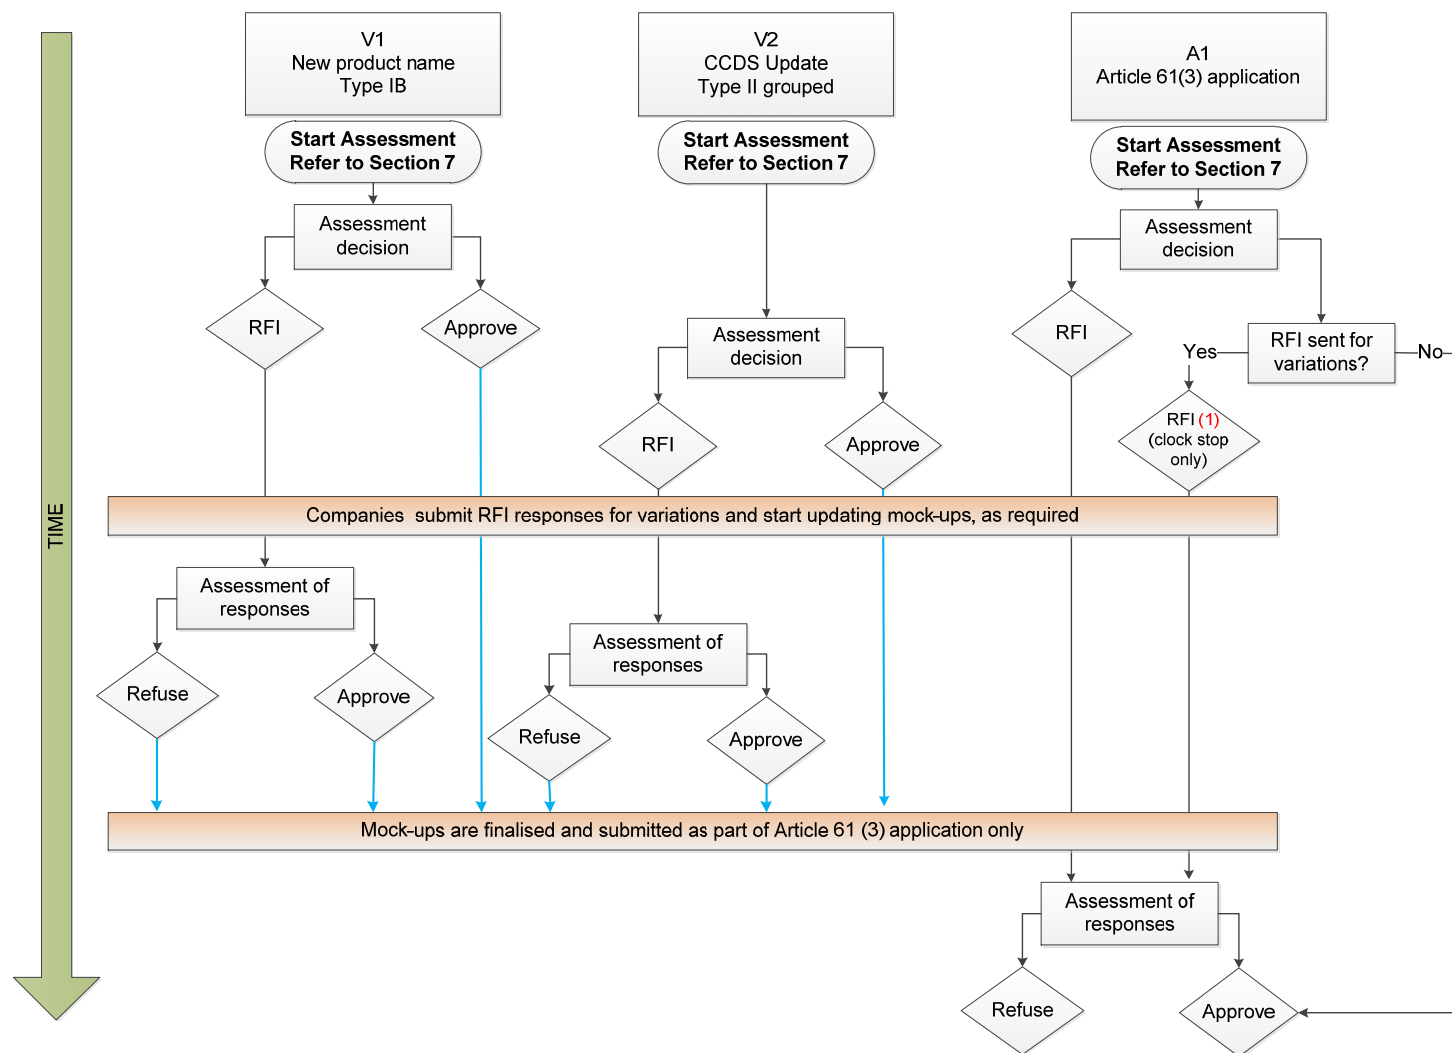 V1
New product name
Type IB
V2
CCDS Update
Type II grouped
A1
Article 61(3) application
Start Assessment
Refer to Section 7
Start Assessment
Refer to Section 7
Start Assessment
Refer to Section 7
Assessment
decision
Assessment
decision
RFI
Approve
Assessment
decision
RFI
RFI sent for
variations?
Yes
No
RFI
Approve
RFI (1)
(clock stop
only)
TIME
Companies submit RFI responses for variations and start updating mock-ups, as required
Assessment of
responses
Assessment of
responses
Refuse
Approve
Refuse
Approve
Mock-ups are finalised and submitted as part of Article 61 (3) application only
Assessment of
responses
Refuse
Approve